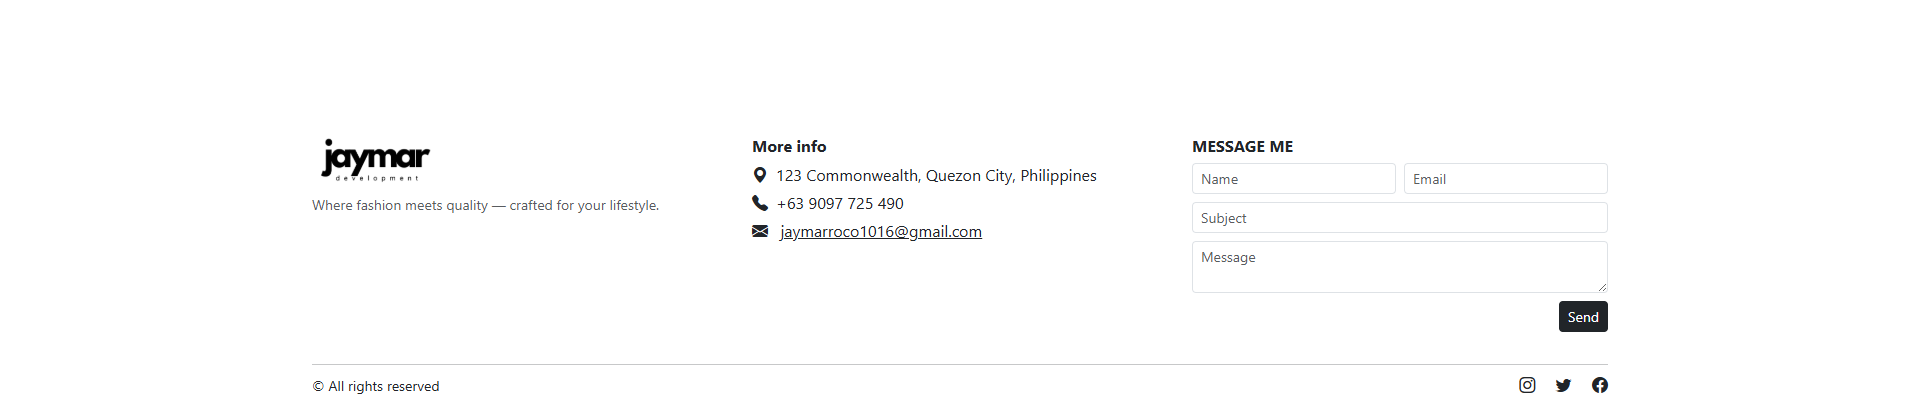 jaymar
development
Where fashion meets quality — crafted for your lifestyle.
More info
123 Commonwealth, Quezon City, Philippines
+63 9097 725 490
jaymarroco1016@gmail.com
MESSAGE ME
Name
Email
Subject
Message
Send
© All rights reserved